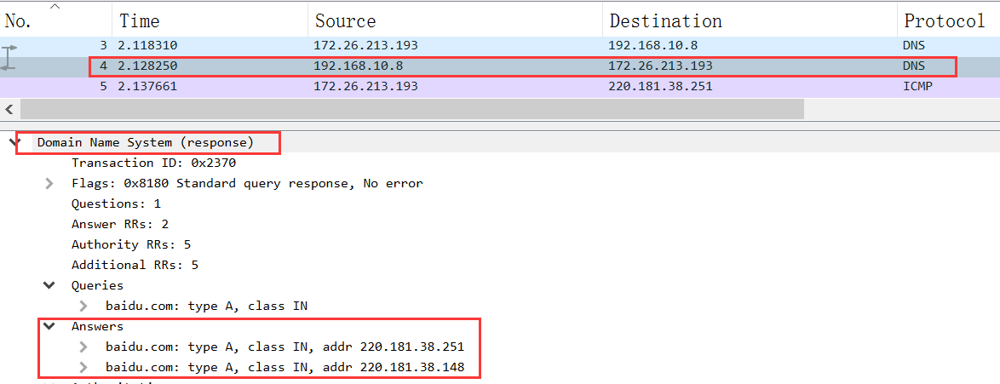 No. Time Source Destination Protocol
3 2.118310 172.26.213.193 192.168.10.8 DNS
4 2.128250 192.168.10.8 172.26.213.193 DNS
5 2.137661 172.26.213.193 220.181.38.251 ICMP
Domain Name System (response)
Transaction ID: 0x2370
Flags: 0x8180 Standard query response, No error
Questions: 1
Answer RRs: 2
Authority RRs: 5
Additional RRs: 5
Queries
baidu.com: type A, class IN
Answers
baidu.com: type A, class IN, addr 220.181.38.251
baidu.com: type A, class IN, addr 220.181.38.148